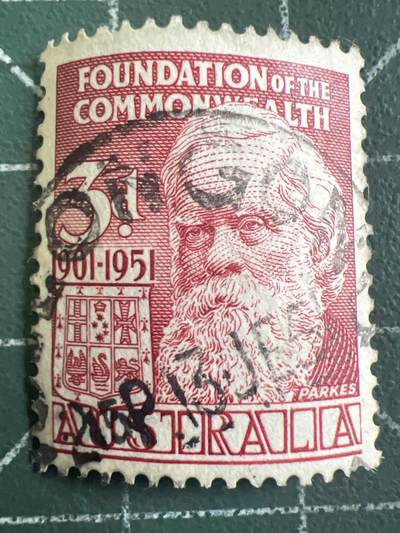 FOUNDATION OF THE
COMMONWEALTH
3D
1901-1951
PARKES
AUSTRALIA